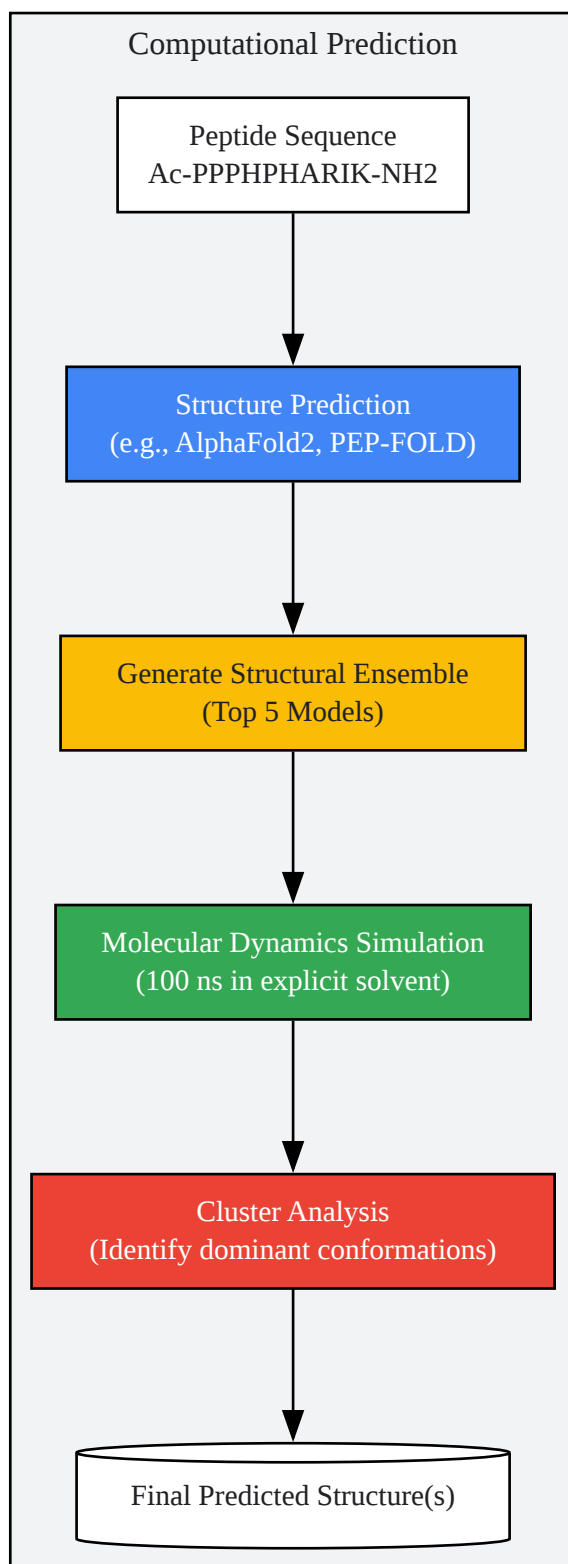 Computational Prediction
Peptide Sequence
Ac-PPPHPHARIK-NH2
Structure Prediction
(e.g., AlphaFold2, PEP-FOLD)
Generate Structural Ensemble
(Top 5 Models)
Molecular Dynamics Simulation
(100 ns in explicit solvent)
Cluster Analysis
(Identify dominant conformations)
Final Predicted Structure(s)